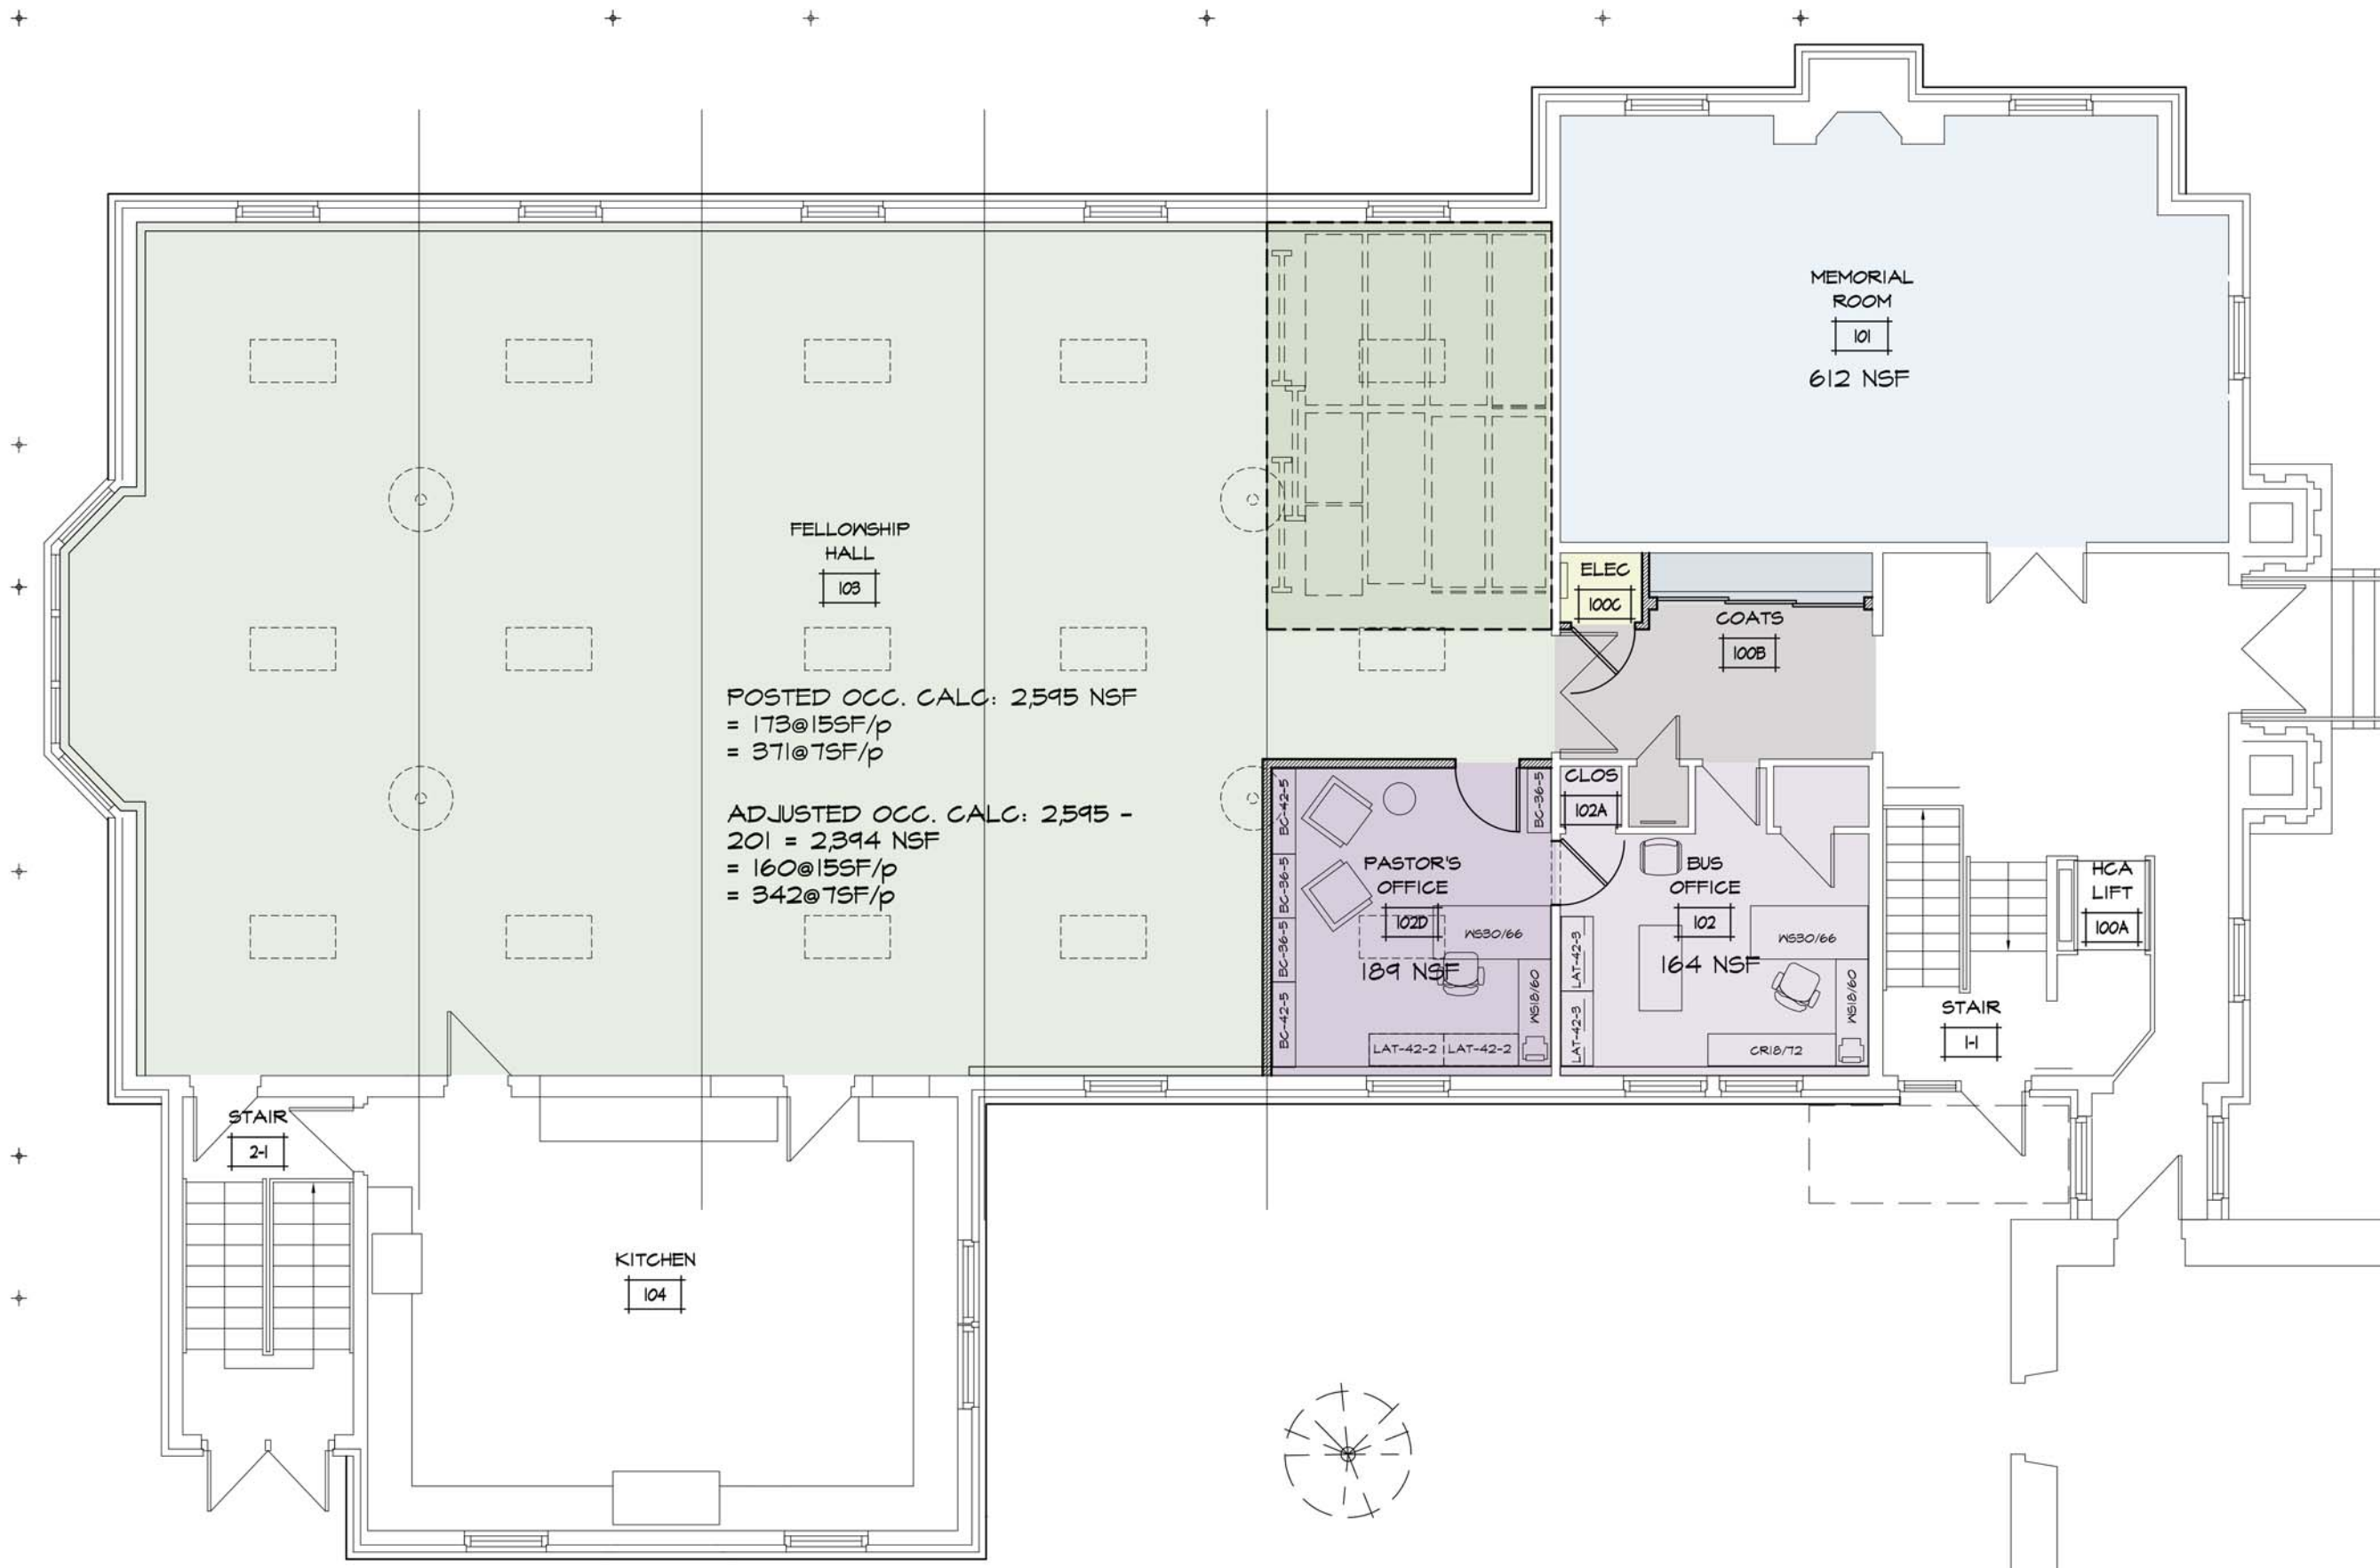 MEMORIAL
ROOM
101
612 NSF
FELLOWSHIP
HALL
103
POSTED OCC. CALC: 2,595 NSF
= 173@15SF/p
= 371@7SF/p
ADJUSTED OCC. CALC: 2,595 -
201 = 2,394 NSF
= 160@15SF/p
= 342@7SF/p
ELEC
100C
COATS
100B
CLOS
102A
BC-42-5
BC-36-5
BC-36-5
BC-42-5
BC-36-5
PASTOR'S
OFFICE
102D
WS30/66
189 NSF
WS18/60
LAT-42-2
LAT-42-2
BUS
OFFICE
102
WS30/66
164 NSF
LAT-42-3
LAT-42-3
WS18/60
CR18/72
HCA
LIFT
100A
STAIR
1-1
STAIR
2-1
KITCHEN
104